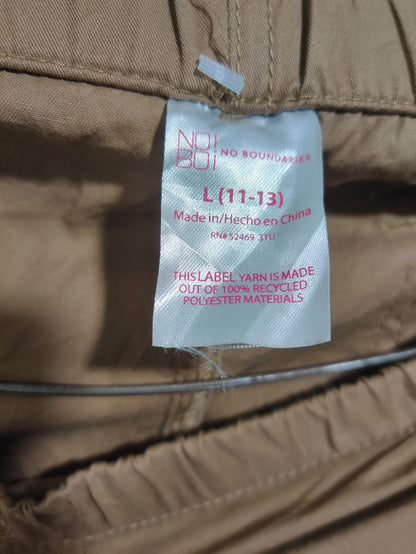 NO!
BOi
NO BOUNDARIES
L (11-13)
Made in/Hecho en China
RN# 52469 31U
THIS LABEL YARN IS MADE
OUT OF 100% RECYCLED
POLYESTER MATERIALS